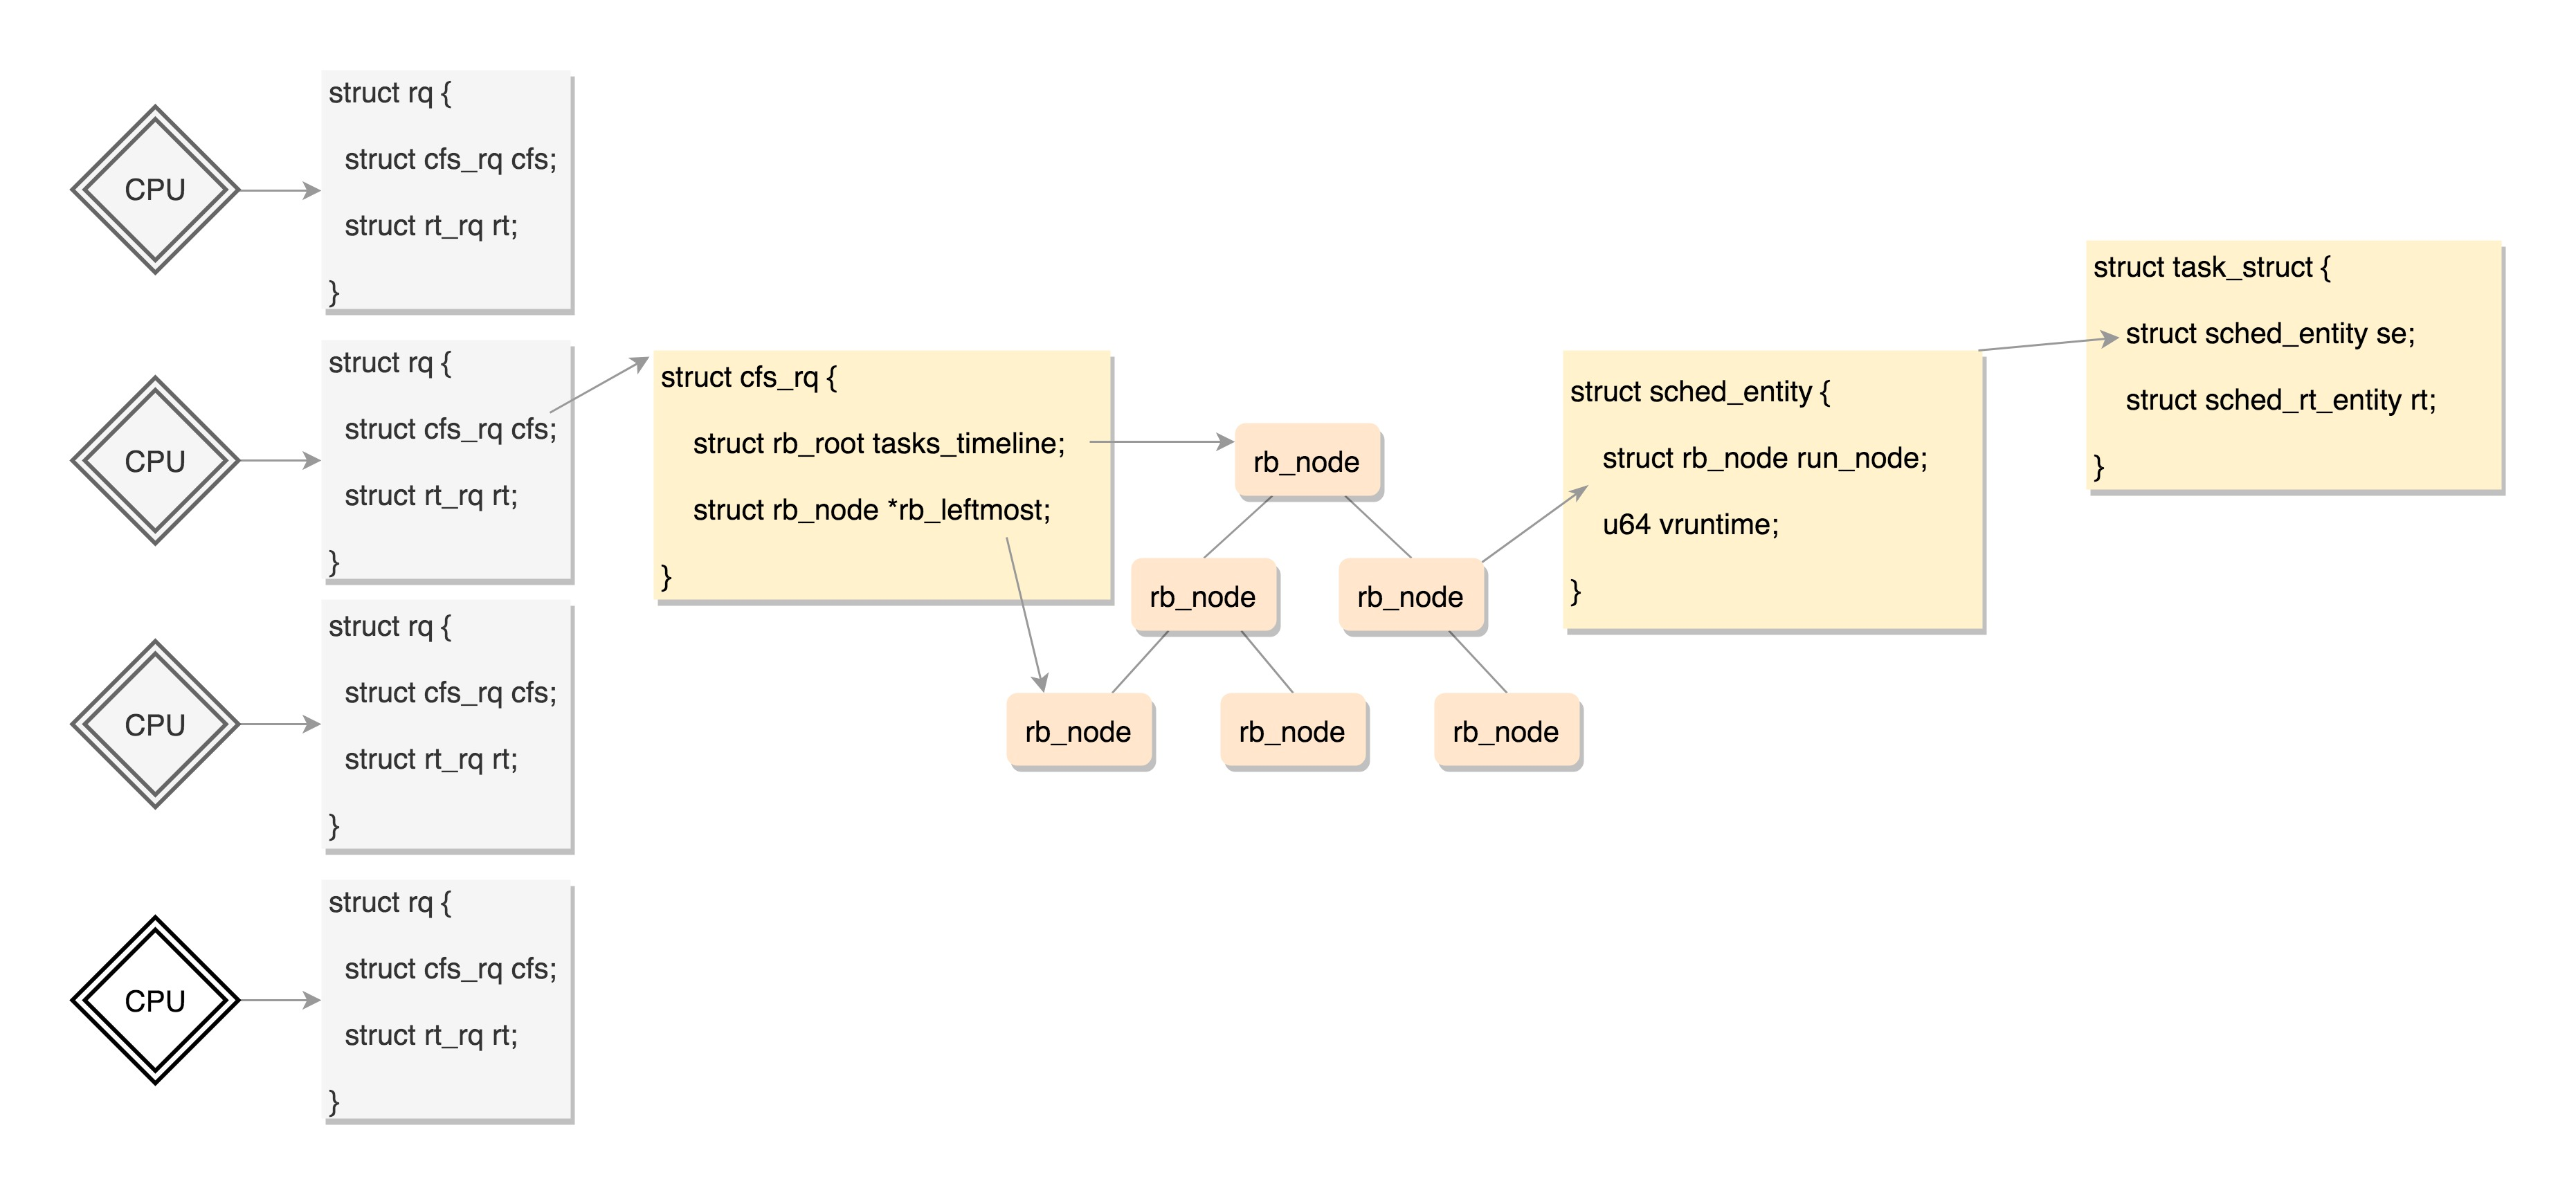 CPU
struct rq {
struct cfs_rq cfs;
struct rt_rq rt;
}
CPU
struct rq {
struct cfs_rq cfs;
struct rt_rq rt;
}
struct cfs_rq {
struct rb_root tasks_timeline;
struct rb_node *rb_leftmost;
}
rb_node
rb_node
rb_node
rb_node
rb_node
rb_node
struct sched_entity {
struct rb_node run_node;
u64 vruntime;
}
struct task_struct {
struct sched_entity se;
struct sched_rt_entity rt;
}
CPU
struct rq {
struct cfs_rq cfs;
struct rt_rq rt;
}
CPU
struct rq {
struct cfs_rq cfs;
struct rt_rq rt;
}